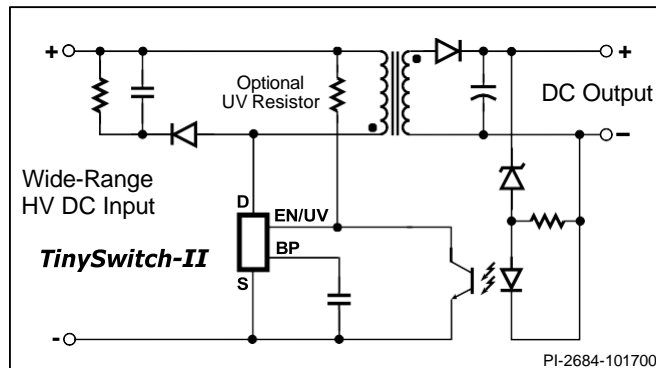 +
+
Optional
UV Resistor
DC Output
-
Wide-Range
HV DC Input
D
EN/UV
TinySwitch-II
BP
S
-
PI-2684-101700